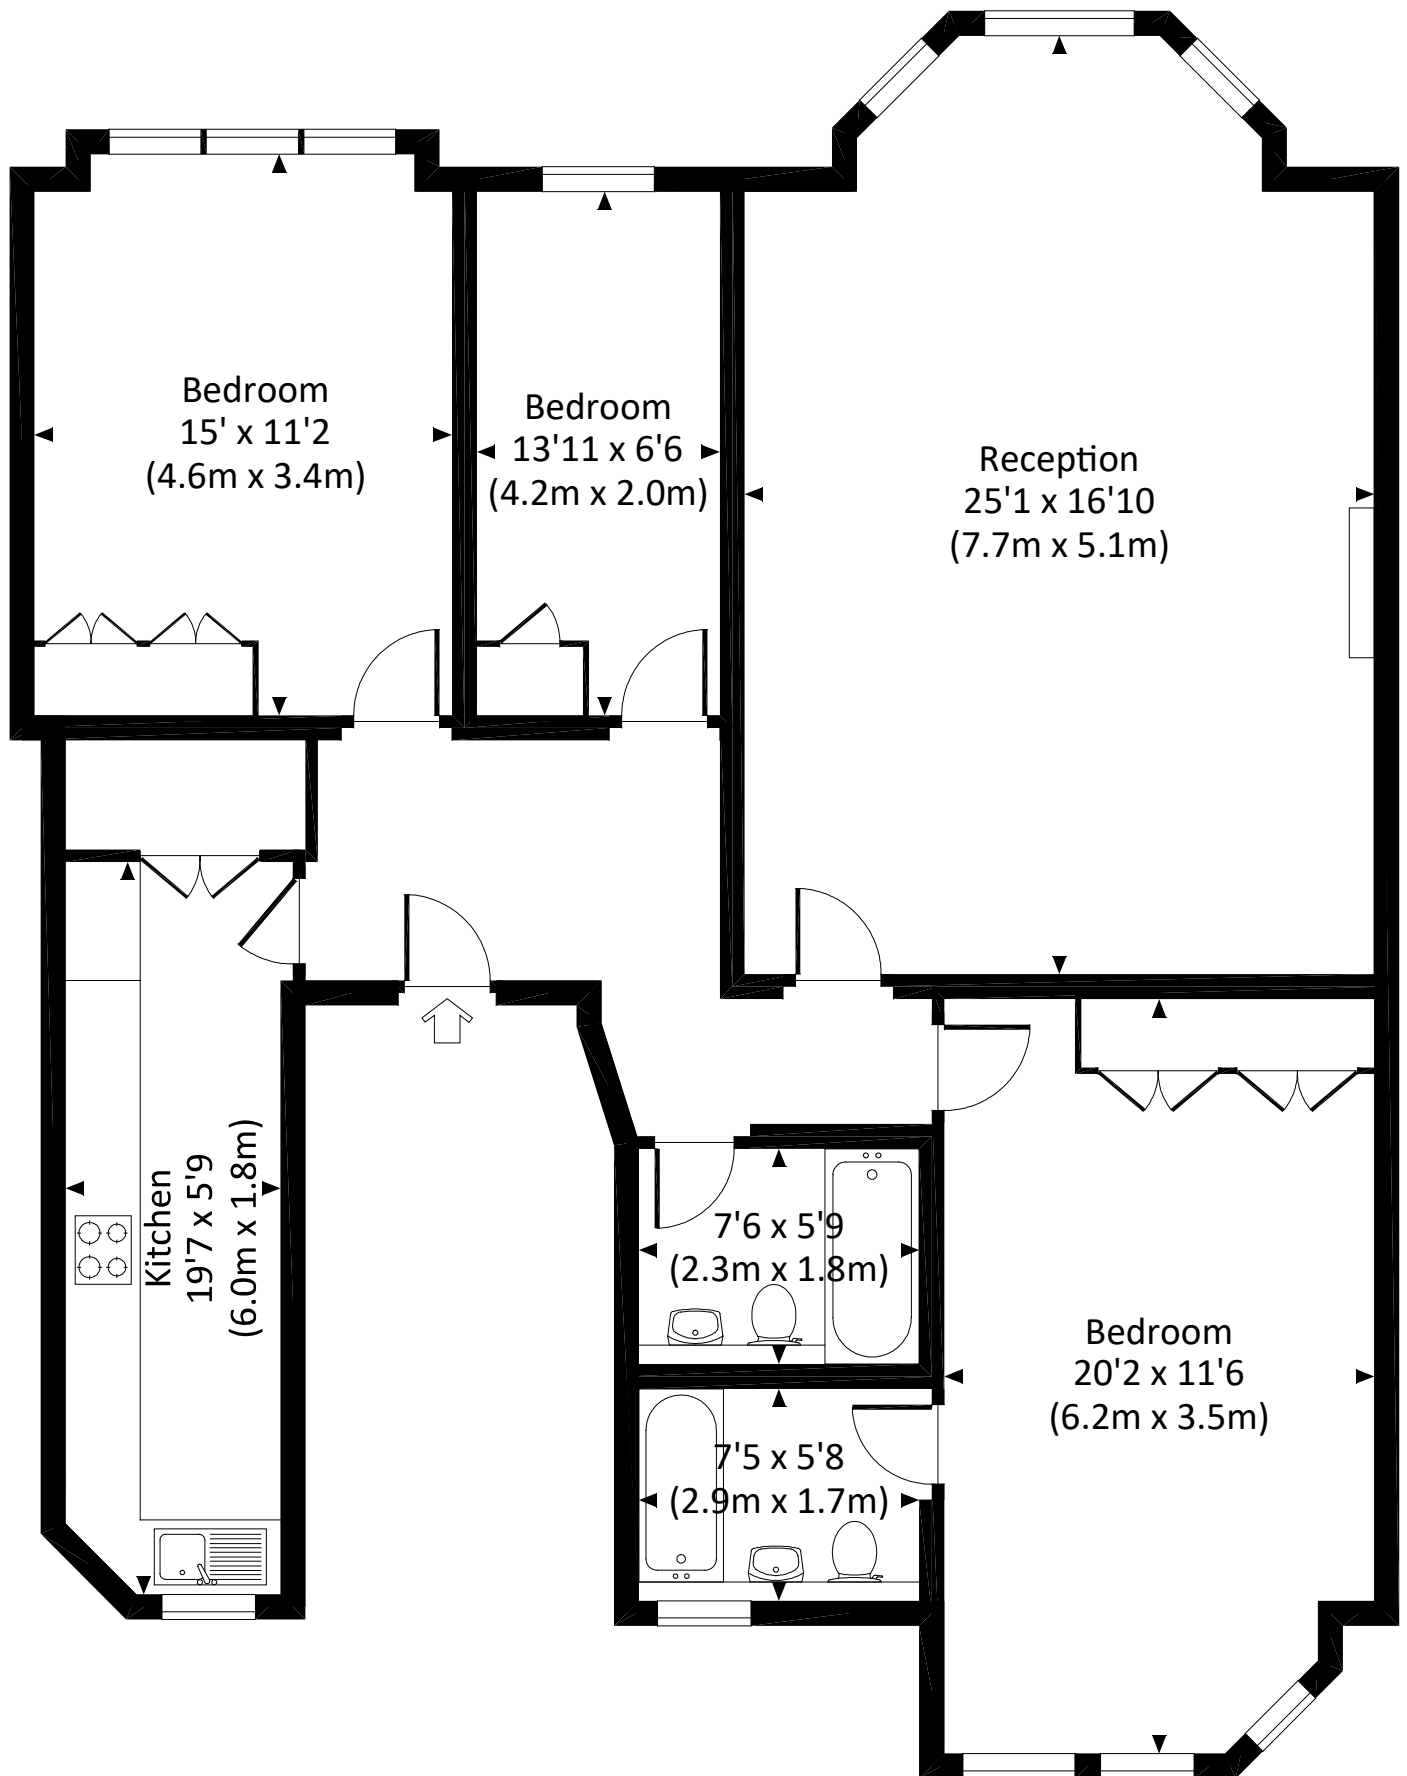 Bedroom
15' x 11'2
(4.6m x 3.4m)
Bedroom
13'11 x 6'6
(4.2m x 2.0m)
Reception
25'1 x 16'10
(7.7m x 5.1m)
Kitchen
19'7 x 5'9
(6.0m x 1.8m)
7'6 x 5'9
(2.3m x 1.8m)
7'5 x 5'8
(2.9m x 1.7m)
Bedroom
20'2 x 11'6
(6.2m x 3.5m)